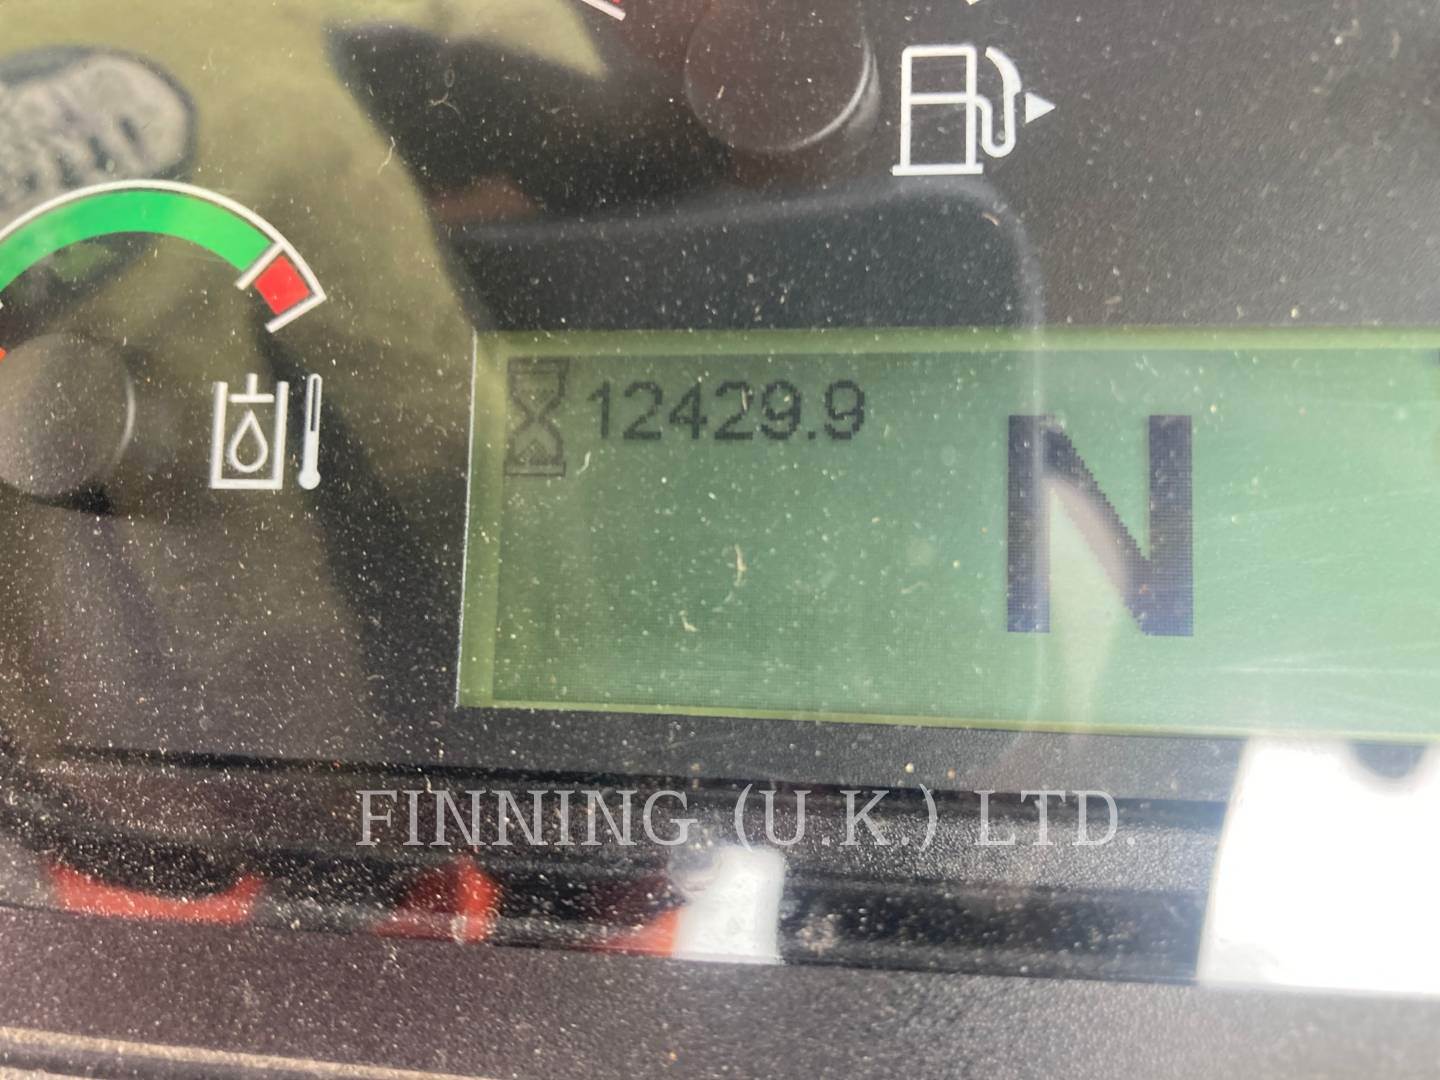 12429.9
N
FINNING (U.K.) LTD.